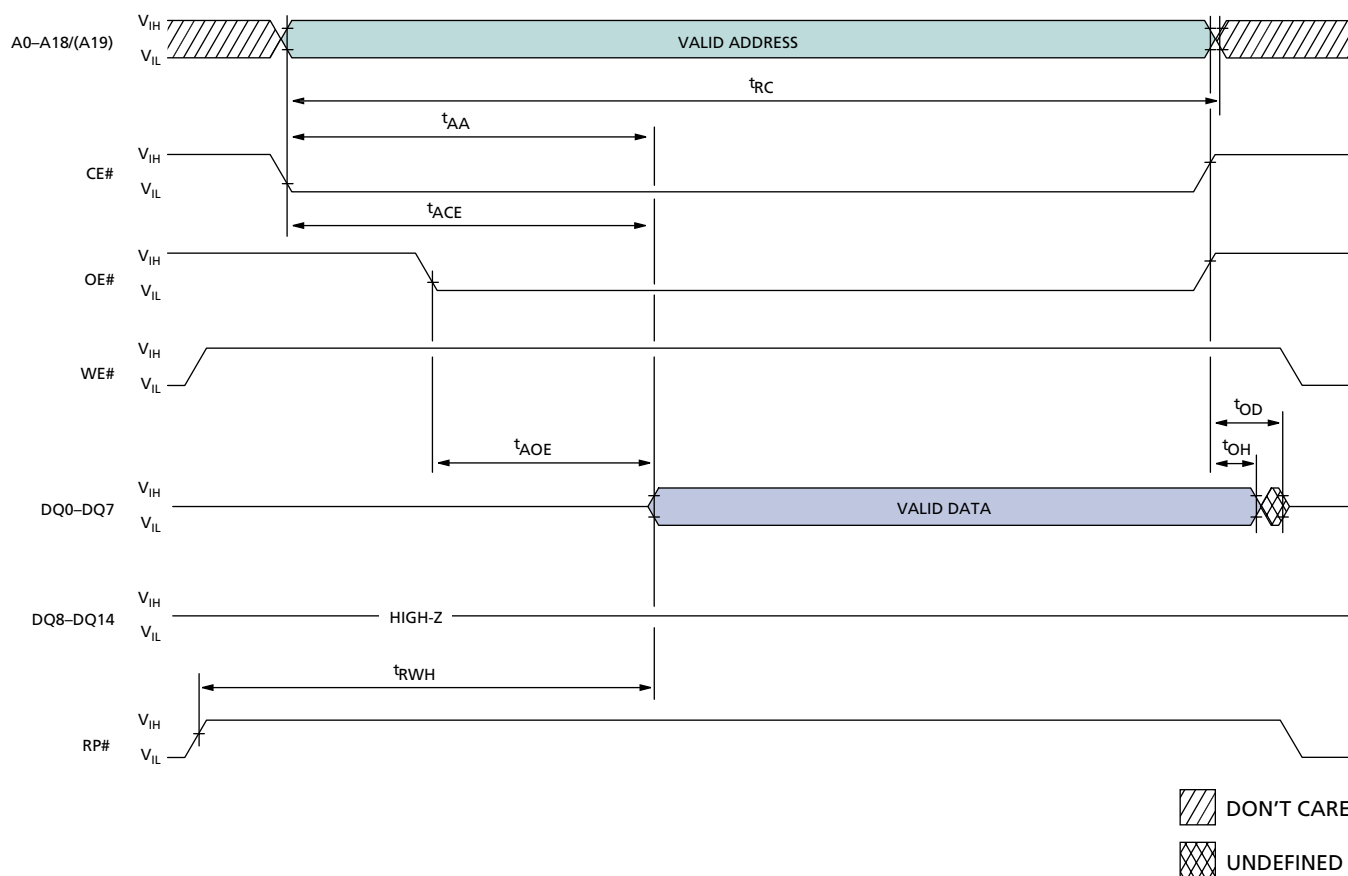 A0–A18/(A19)
VIH
VIL
VALID ADDRESS
tRC
tAA
CE#
VIH
VIL
tACE
OE#
VIH
VIL
WE#
VIH
VIL
tOD
tAOE
tOH
DQ0–DQ7
VIH
VIL
VALID DATA
DQ8–DQ14
VIH
VIL
HIGH-Z
tRWH
RP#
VIH
VIL
DON'T CARE
UNDEFINED